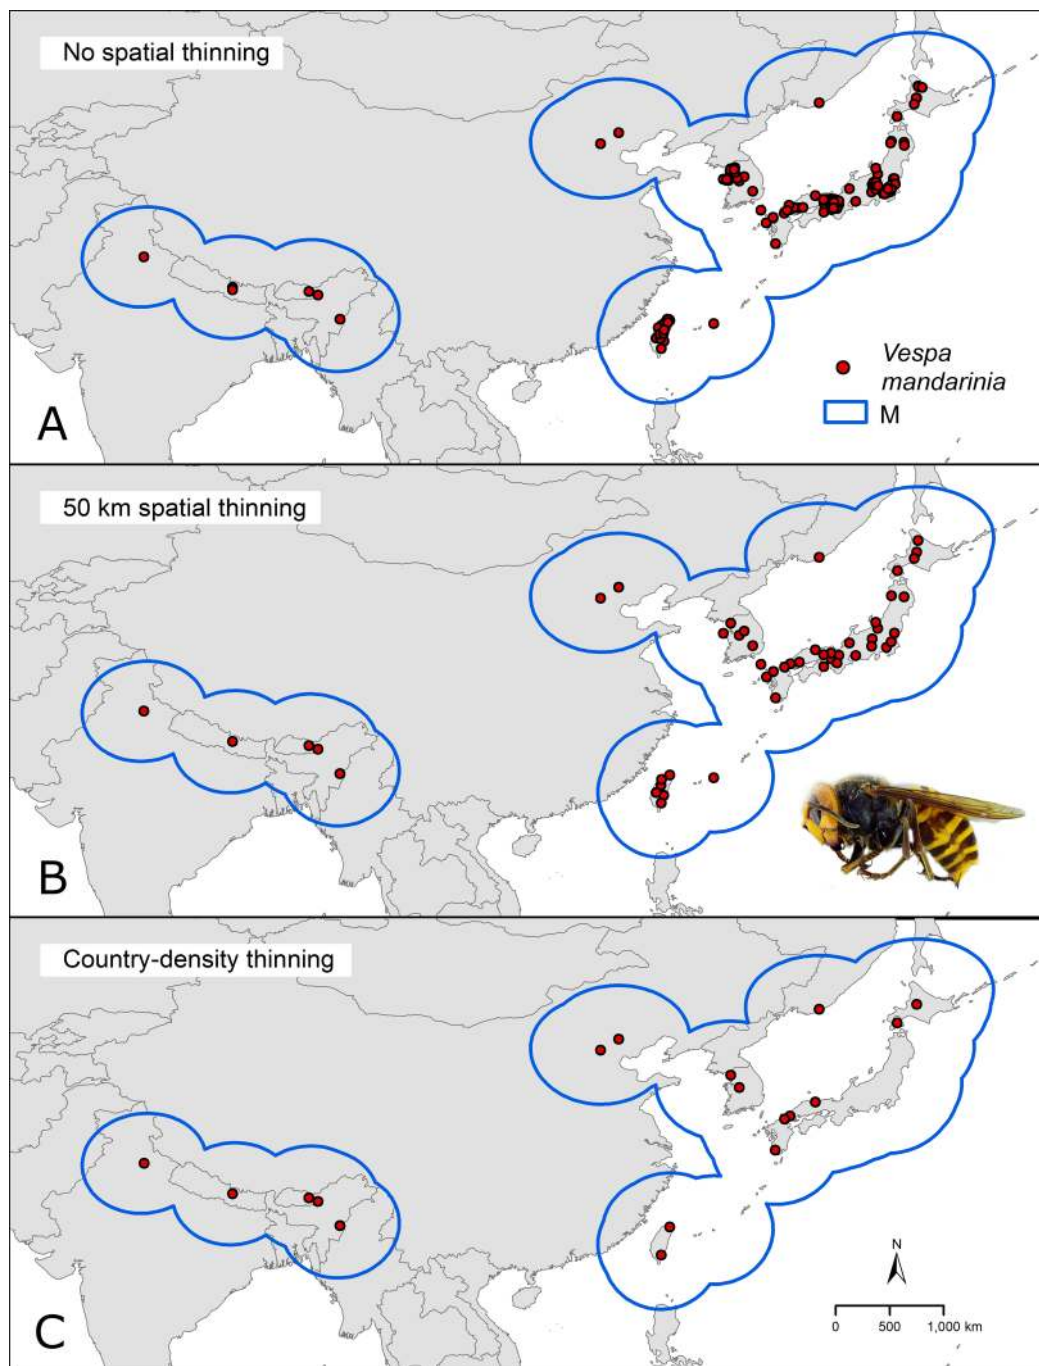 No spatial thinning
Vespa
mandarinia
M
A
50 km spatial thinning
B
Country-density thinning
N
0 500 1,000 km
C